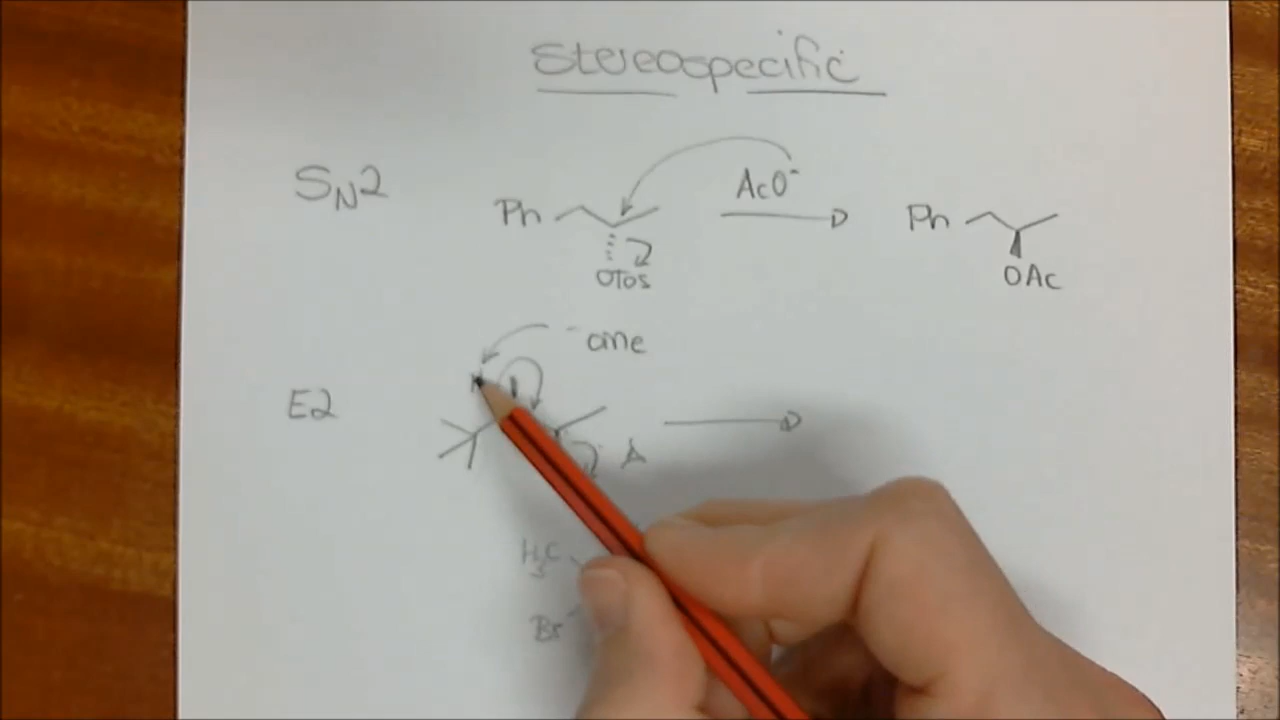 Stereospecific
SN2 Ph OTos AcO⁻ Ph OAc
⁻OMe
E2
H3C
Br